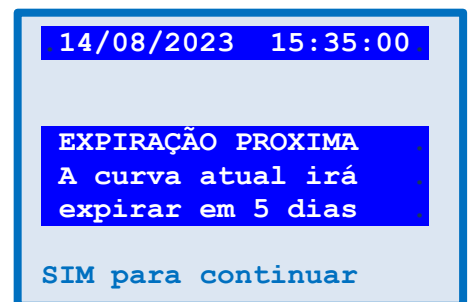 14/08/2023 15:35:00
EXPIRAÇÃO PROXIMA
A curva atual irá
expirar em 5 dias
SIM para continuar